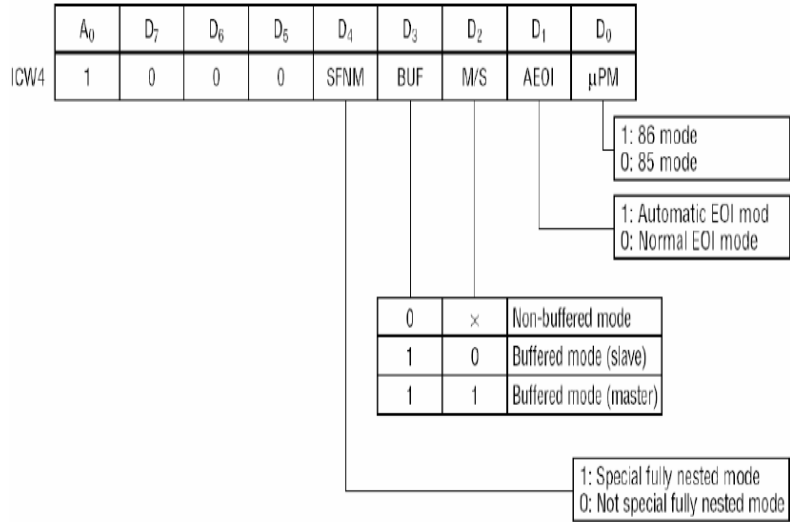 A₀ D₇ D₆ D₅ D₄ D₃ D₂ D₁ D₀
ICW4 1 0 0 0 SFNM BUF M/S AEOI μPM
1: 86 mode
0: 85 mode
1: Automatic EOI mod
0: Normal EOI mode
0 × Non-buffered mode
1 0 Buffered mode (slave)
1 1 Buffered mode (master)
1: Special fully nested mode
0: Not special fully nested mode